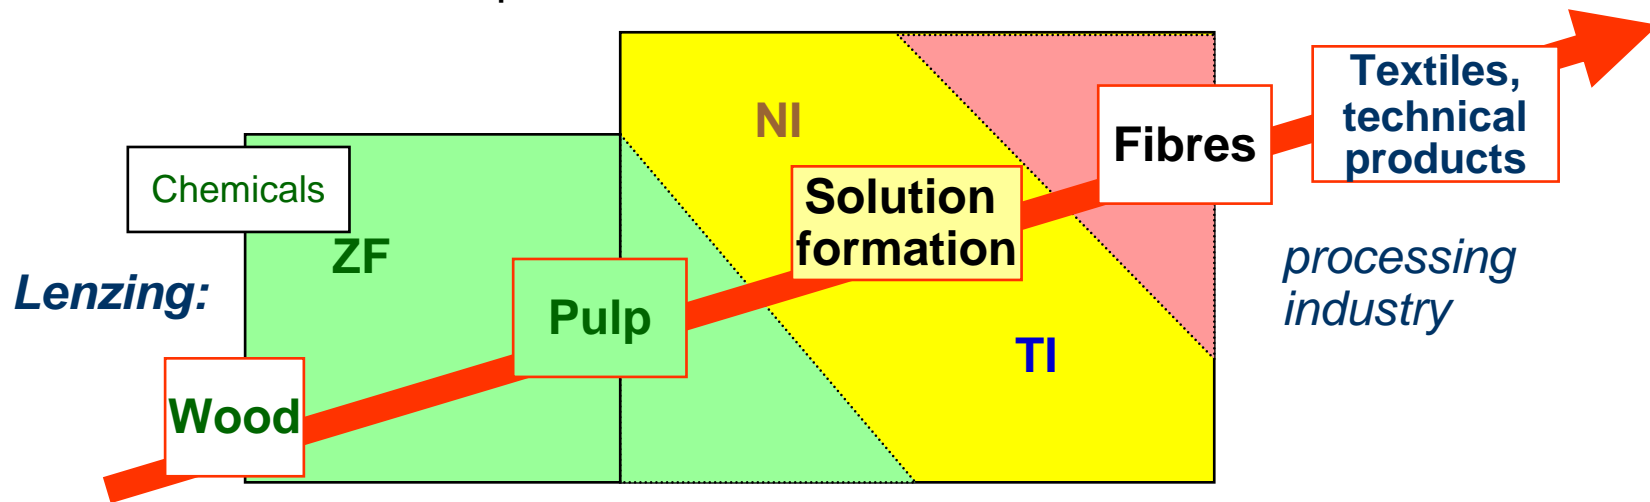 Textiles,
technical
products
NI
Fibres
Chemicals
Solution
formation
ZF
processing
industry
Lenzing:
Pulp
TI
Wood